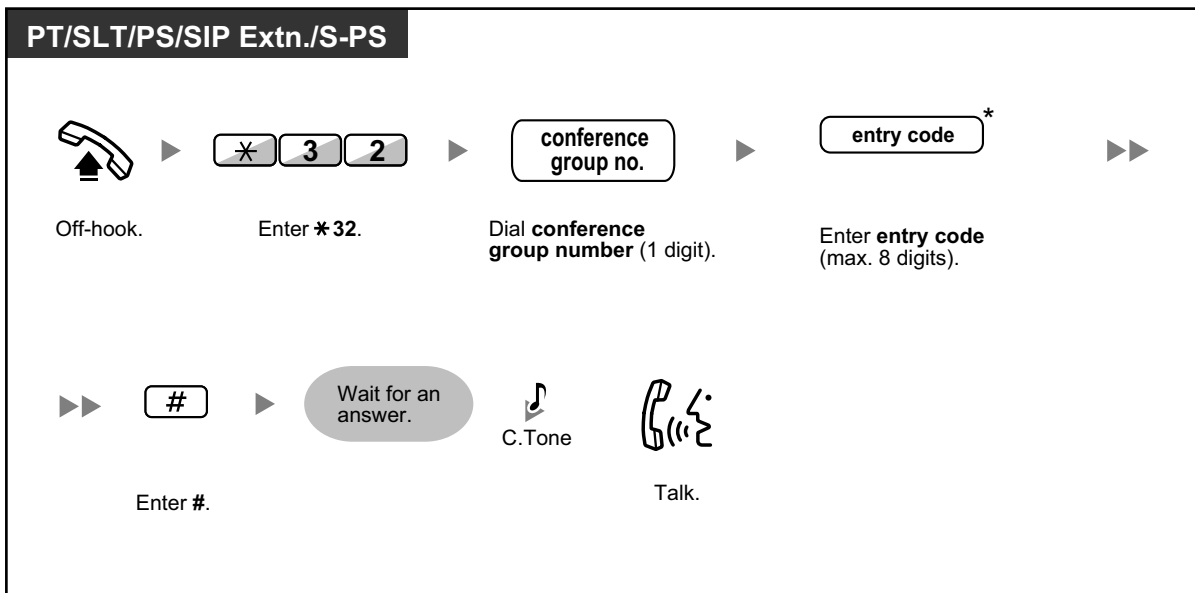 PT/SLT/PS/SIP Extn./S-PS
* 3 2
conference
group no.
entry code*
Off-hook.
Enter *32.
Dial conference
group number (1 digit).
Enter entry code
(max. 8 digits).
#
Wait for an
answer.
C.Tone
Enter #.
Talk.